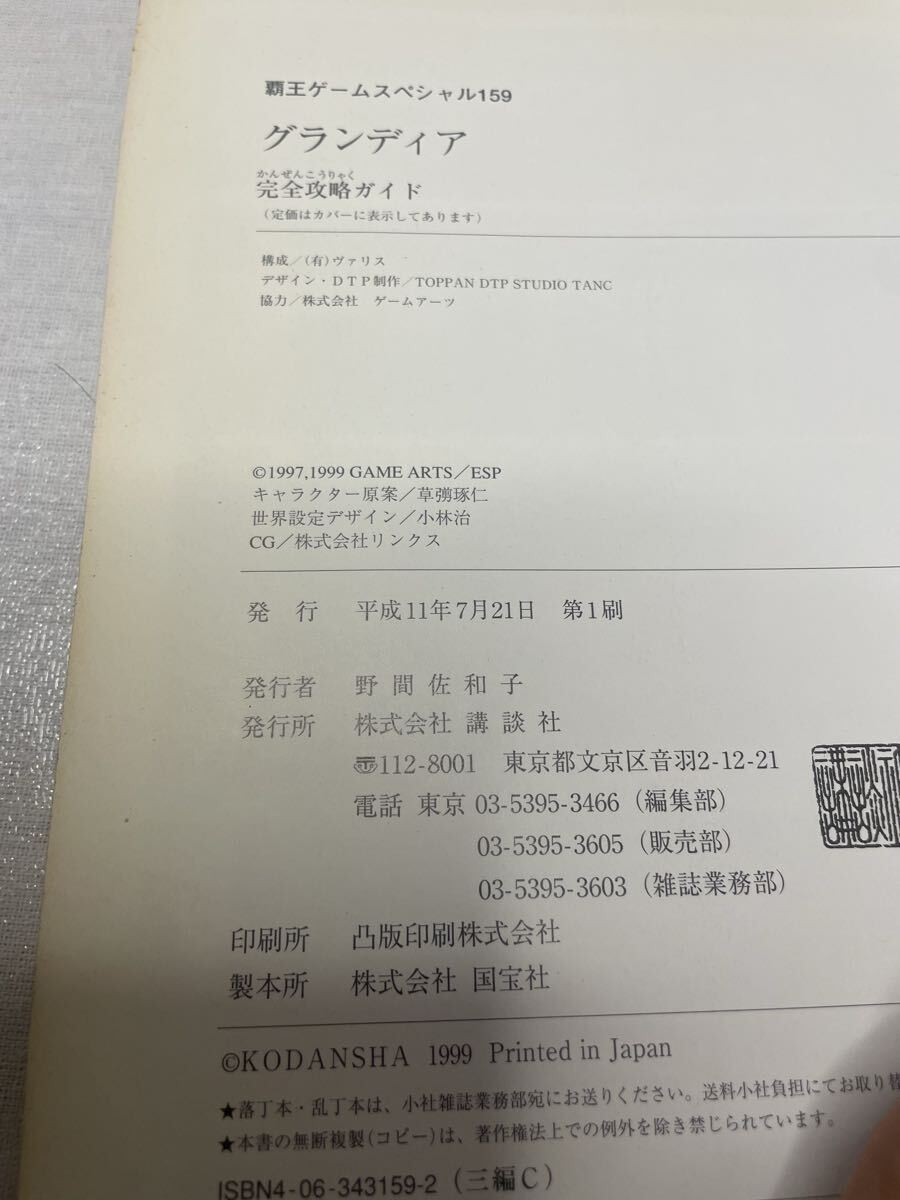 覇王ゲームスペシャル159
グランディア
かんぜんこうりゃく
完全攻略ガイド
（定価はカバーに表示してあります）
構成／（有）ヴァリス
デザイン・DTP制作／TOPPAN DTP STUDIO TANC
協力／株式会社　ゲームアーツ
©1997,1999 GAME ARTS／ESP
キャラクター原案／草彅琢仁
世界設定デザイン／小林治
CG／株式会社リンクス
発　行　平成11年7月21日　第1刷
発行者　野 間 佐 和 子
発行所　株式会社 講 談 社
〠112-8001　東京都文京区音羽2-12-21
電話 東京 03-5395-3466（編集部）
03-5395-3605（販売部）
03-5395-3603（雑誌業務部）
印刷所　凸版印刷株式会社
製本所　株式会社 国宝社
©KODANSHA 1999 Printed in Japan
★落丁本・乱丁本は、小社雑誌業務部宛にお送りください。送料小社負担にてお取り替
★本書の無断複製（コピー）は、著作権法上での例外を除き禁じられています。
ISBN4-06-343159-2（三編C）